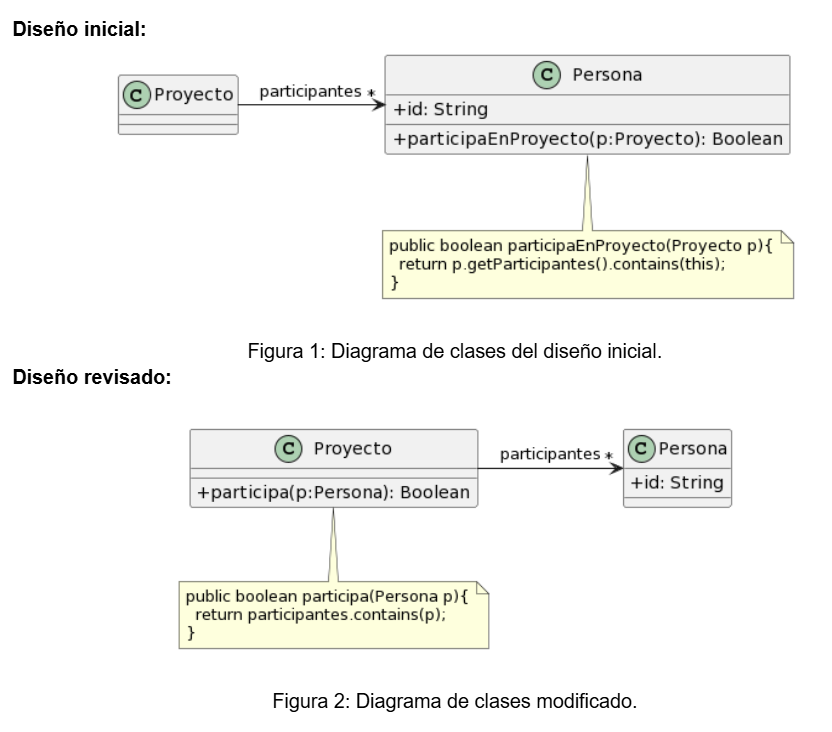 Diseño inicial:
C Proyecto
participantes *
C Persona
+id: String
+participaEnProyecto(p:Proyecto): Boolean
public boolean participaEnProyecto(Proyecto p){
return p.getParticipantes().contains(this);
}
Figura 1: Diagrama de clases del diseño inicial.
Diseño revisado:
C Proyecto
+participa(p:Persona): Boolean
participantes *
C Persona
+id: String
public boolean participa(Persona p){
return participantes.contains(p);
}
Figura 2: Diagrama de clases modificado.